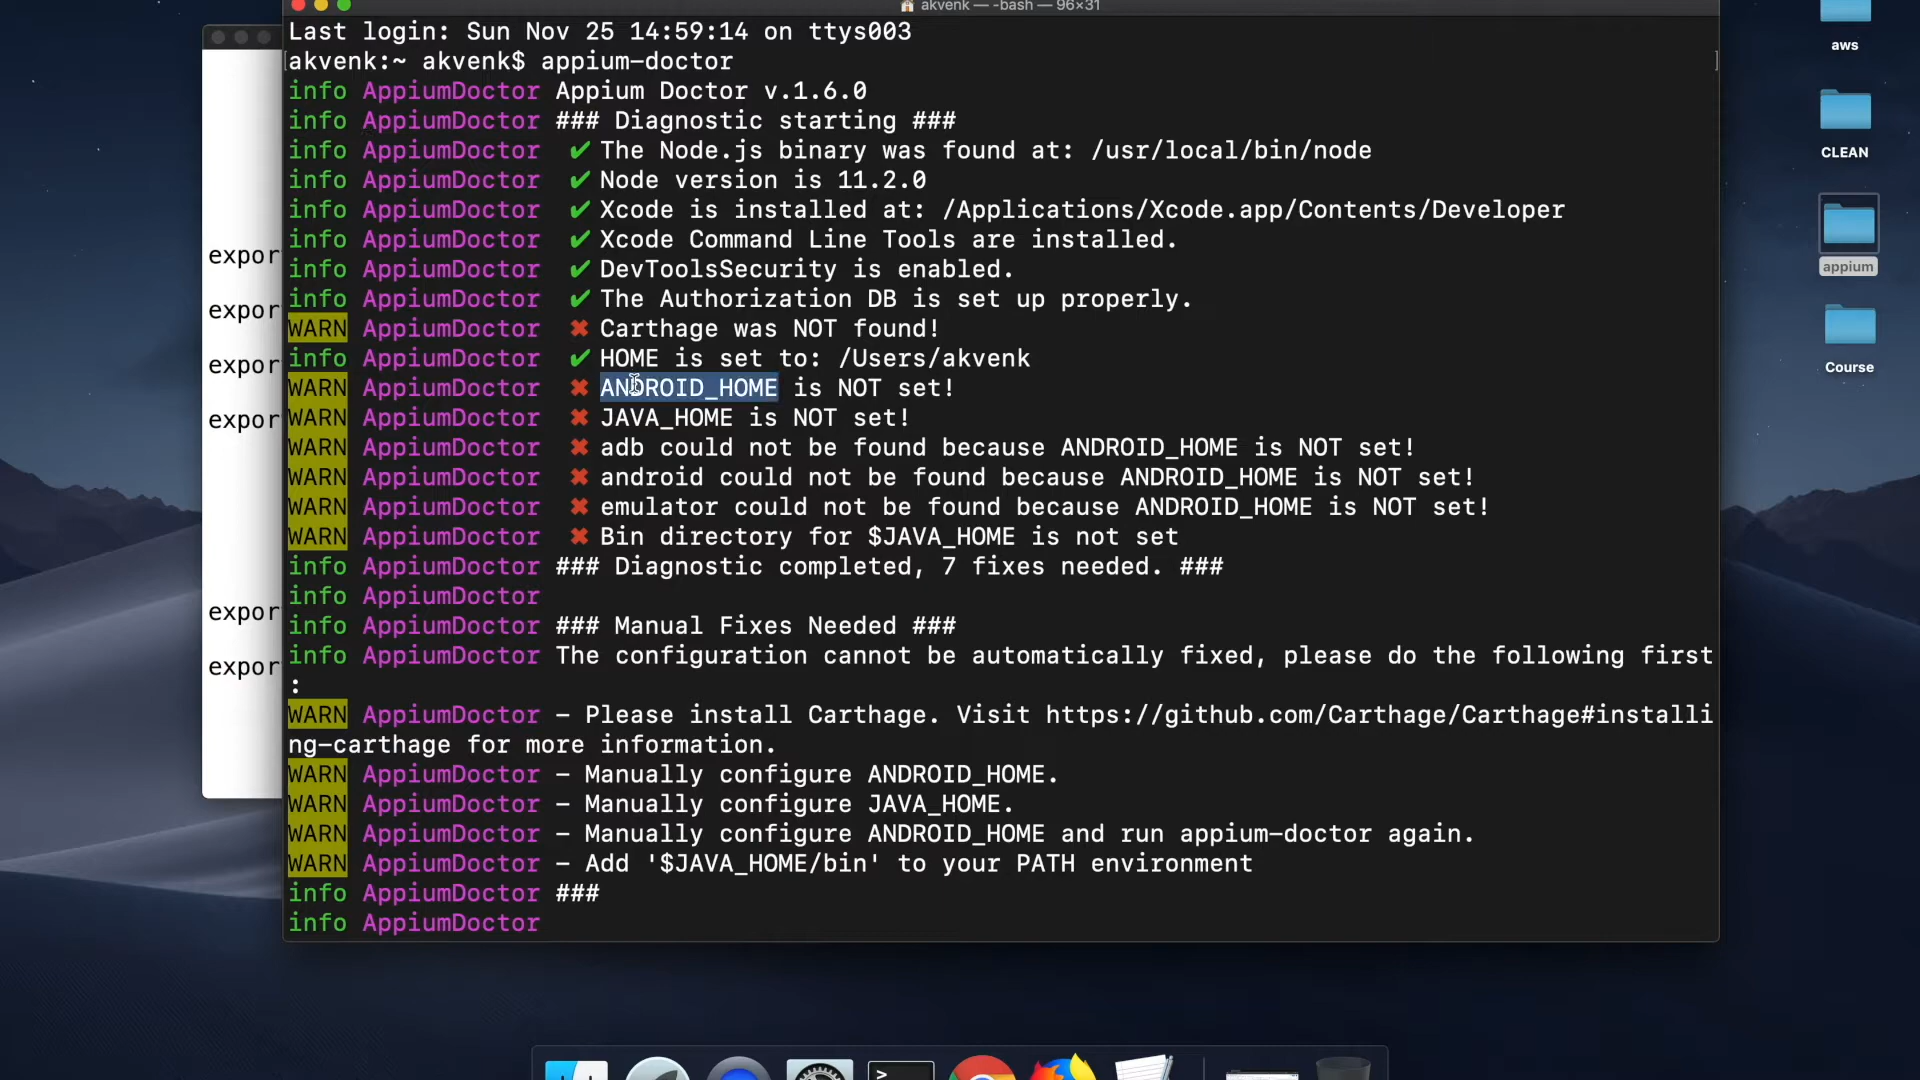 akvenk — -bash — 96×31
Last login: Sun Nov 25 14:59:14 on ttys003
akvenk:~ akvenk$ appium-doctor
info AppiumDoctor Appium Doctor v.1.6.0
info AppiumDoctor ### Diagnostic starting ###
info AppiumDoctor  ✔ The Node.js binary was found at: /usr/local/bin/node
info AppiumDoctor  ✔ Node version is 11.2.0
info AppiumDoctor  ✔ Xcode is installed at: /Applications/Xcode.app/Contents/Developer
info AppiumDoctor  ✔ Xcode Command Line Tools are installed.
info AppiumDoctor  ✔ DevToolsSecurity is enabled.
info AppiumDoctor  ✔ The Authorization DB is set up properly.
WARN AppiumDoctor  ✖ Carthage was NOT found!
info AppiumDoctor  ✔ HOME is set to: /Users/akvenk
WARN AppiumDoctor  ✖ ANDROID_HOME is NOT set!
WARN AppiumDoctor  ✖ JAVA_HOME is NOT set!
WARN AppiumDoctor  ✖ adb could not be found because ANDROID_HOME is NOT set!
WARN AppiumDoctor  ✖ android could not be found because ANDROID_HOME is NOT set!
WARN AppiumDoctor  ✖ emulator could not be found because ANDROID_HOME is NOT set!
WARN AppiumDoctor  ✖ Bin directory for $JAVA_HOME is not set
info AppiumDoctor ### Diagnostic completed, 7 fixes needed. ###
info AppiumDoctor
info AppiumDoctor ### Manual Fixes Needed ###
info AppiumDoctor The configuration cannot be automatically fixed, please do the following first
:
WARN AppiumDoctor - Please install Carthage. Visit https://github.com/Carthage/Carthage#installi
ng-carthage for more information.
WARN AppiumDoctor - Manually configure ANDROID_HOME.
WARN AppiumDoctor - Manually configure JAVA_HOME.
WARN AppiumDoctor - Manually configure ANDROID_HOME and run appium-doctor again.
WARN AppiumDoctor - Add '$JAVA_HOME/bin' to your PATH environment
info AppiumDoctor ###
info AppiumDoctor
expor
expor
expor
expor
expor
expor
aws
CLEAN
appium
Course